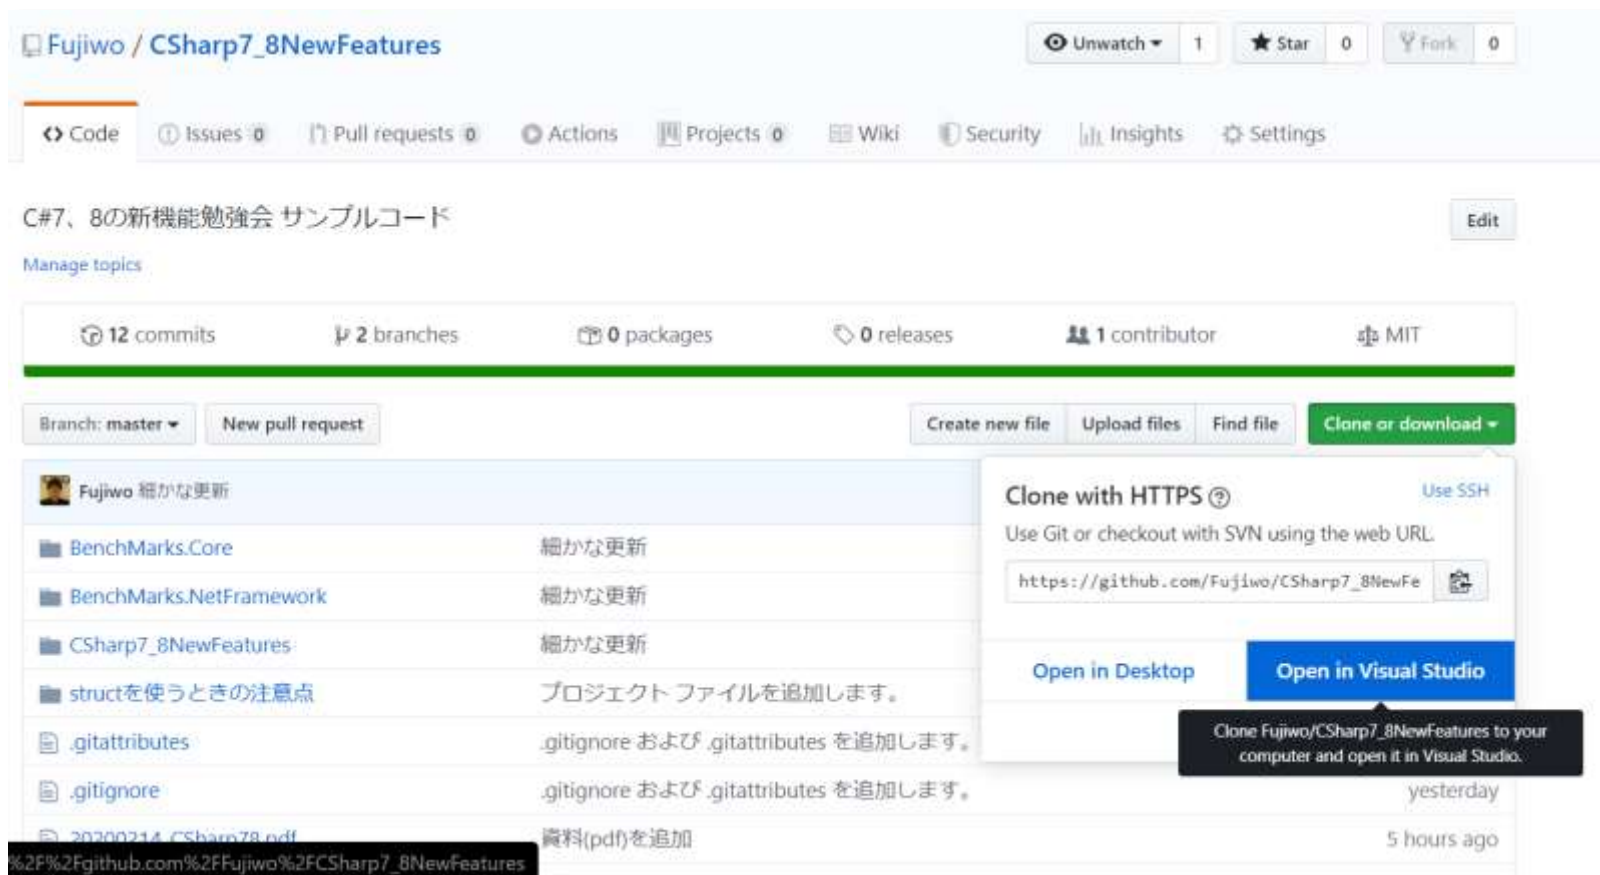 Fujiwo / CSharp7_8NewFeatures
Unwatch 1 Star 0 Fork 0
Code Issues 0 Pull requests 0 Actions Projects 0 Wiki Security Insights Settings
C#7、8の新機能勉強会 サンプルコード
Edit
Manage topics
12 commits 2 branches 0 packages 0 releases 1 contributor MIT
Branch: master New pull request Create new file Upload files Find file Clone or download
Fujiwo 細かな更新
BenchMarks.Core 細かな更新
BenchMarks.NetFramework 細かな更新
CSharp7_8NewFeatures 細かな更新
structを使うときの注意点 プロジェクト ファイルを追加します。
.gitattributes .gitignore および .gitattributes を追加します。
.gitignore .gitignore および .gitattributes を追加します。 yesterday
20200214_CSharp78.pdf 資料(pdf)を追加 5 hours ago
Clone with HTTPS
Use SSH
Use Git or checkout with SVN using the web URL.
https://github.com/Fujiwo/CSharp7_8NewFe
Open in Desktop Open in Visual Studio
Clone Fujiwo/CSharp7_8NewFeatures to your
computer and open it in Visual Studio.
%2F%2Fgithub.com%2FFujiwo%2FCSharp7_8NewFeatures